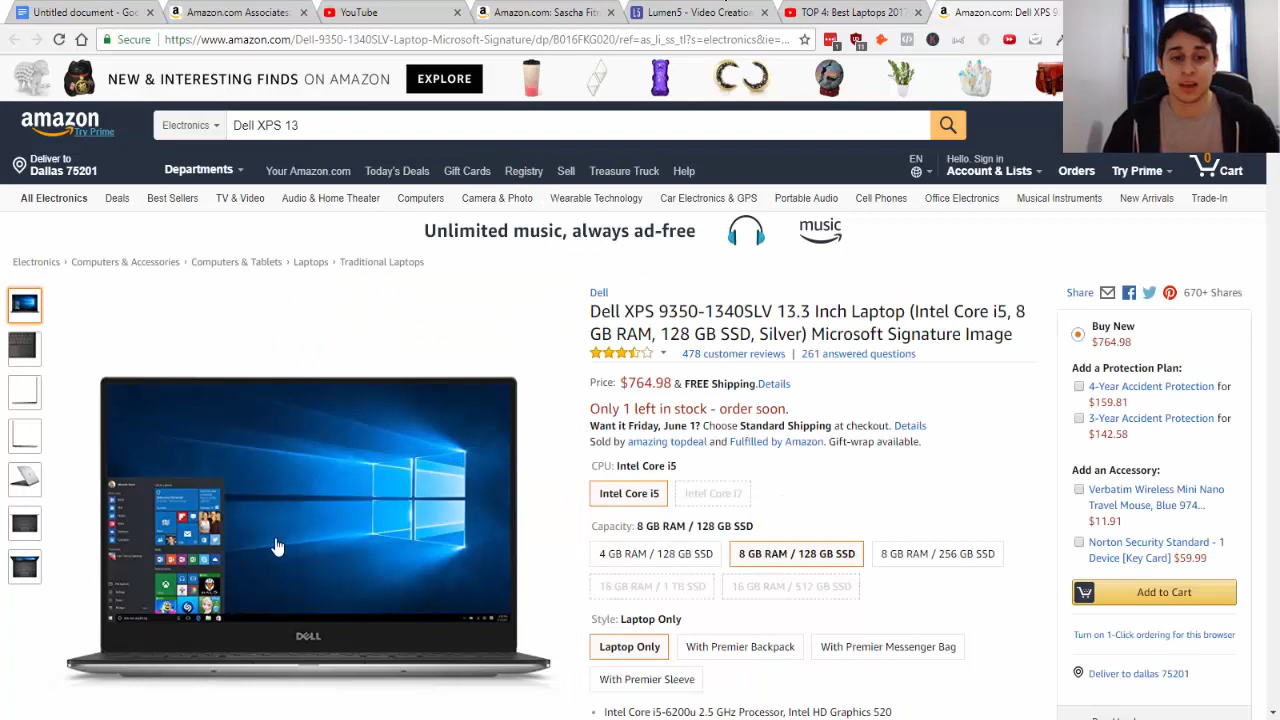 Untitled document - Goo
Amazon.com Associates:
YouTube
Amazon.com: Sascha Fitn
Lumen5 - Video Creation
TOP 4: Best Laptops 2017
Amazon.com: Dell XPS 9
Secure
https://www.amazon.com/Dell-9350-1340SLV-Laptop-Microsoft-Signature/dp/B016FKG020/ref=as_li_ss_tl?s=electronics&ie=...
NEW & INTERESTING FINDS ON AMAZON
EXPLORE
amazon
Try Prime
Electronics
Dell XPS 13
Deliver to
Dallas 75201
Departments
Your Amazon.com
Today's Deals
Gift Cards
Registry
Sell
Treasure Truck
Help
EN
Hello. Sign in
Account & Lists
Orders
Try Prime
0
Cart
All Electronics
Deals
Best Sellers
TV & Video
Audio & Home Theater
Computers
Camera & Photo
Wearable Technology
Car Electronics & GPS
Portable Audio
Cell Phones
Office Electronics
Musical Instruments
New Arrivals
Trade-In
Unlimited music, always ad-free
music
Electronics › Computers & Accessories › Computers & Tablets › Laptops › Traditional Laptops
DELL
Dell
Dell XPS 9350-1340SLV 13.3 Inch Laptop (Intel Core i5, 8
GB RAM, 128 GB SSD, Silver) Microsoft Signature Image
478 customer reviews | 261 answered questions
Price: $764.98 & FREE Shipping. Details
Only 1 left in stock - order soon.
Want it Friday, June 1? Choose Standard Shipping at checkout. Details
Sold by amazing topdeal and Fulfilled by Amazon. Gift-wrap available.
CPU: Intel Core i5
Intel Core i5
Intel Core i7
Capacity: 8 GB RAM / 128 GB SSD
4 GB RAM / 128 GB SSD
8 GB RAM / 128 GB SSD
8 GB RAM / 256 GB SSD
16 GB RAM / 1 TB SSD
16 GB RAM / 512 GB SSD
Style: Laptop Only
Laptop Only
With Premier Backpack
With Premier Messenger Bag
With Premier Sleeve
• Intel Core i5-6200u 2.5 GHz Processor, Intel HD Graphics 520
Share
670+ Shares
Buy New
$764.98
Add a Protection Plan:
4-Year Accident Protection for
$159.81
3-Year Accident Protection for
$142.58
Add an Accessory:
Verbatim Wireless Mini Nano
Travel Mouse, Blue 974...
$11.91
Norton Security Standard - 1
Device [Key Card] $59.99
Add to Cart
Turn on 1-Click ordering for this browser
Deliver to dallas 75201